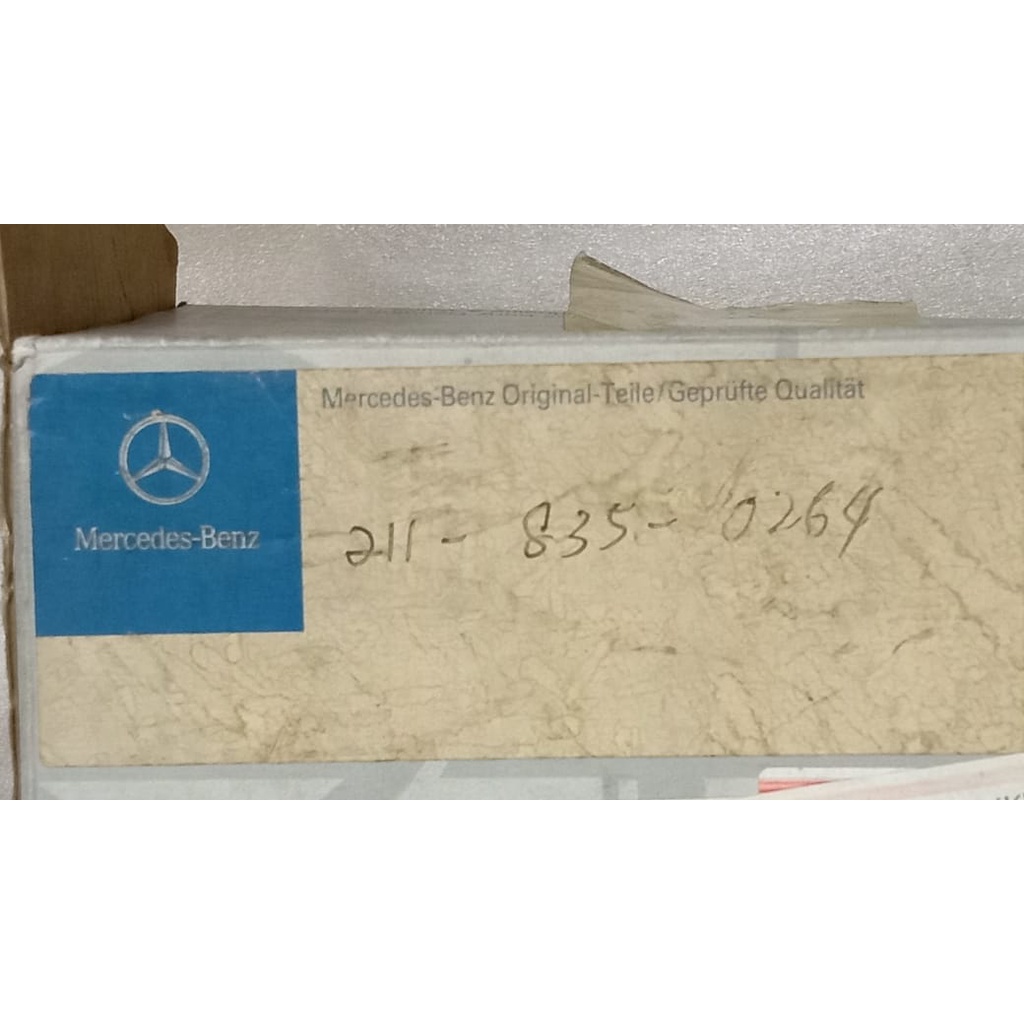 Mercedes-Benz Original-Teile/Geprüfte Qualität
Mercedes-Benz
211-835-0264